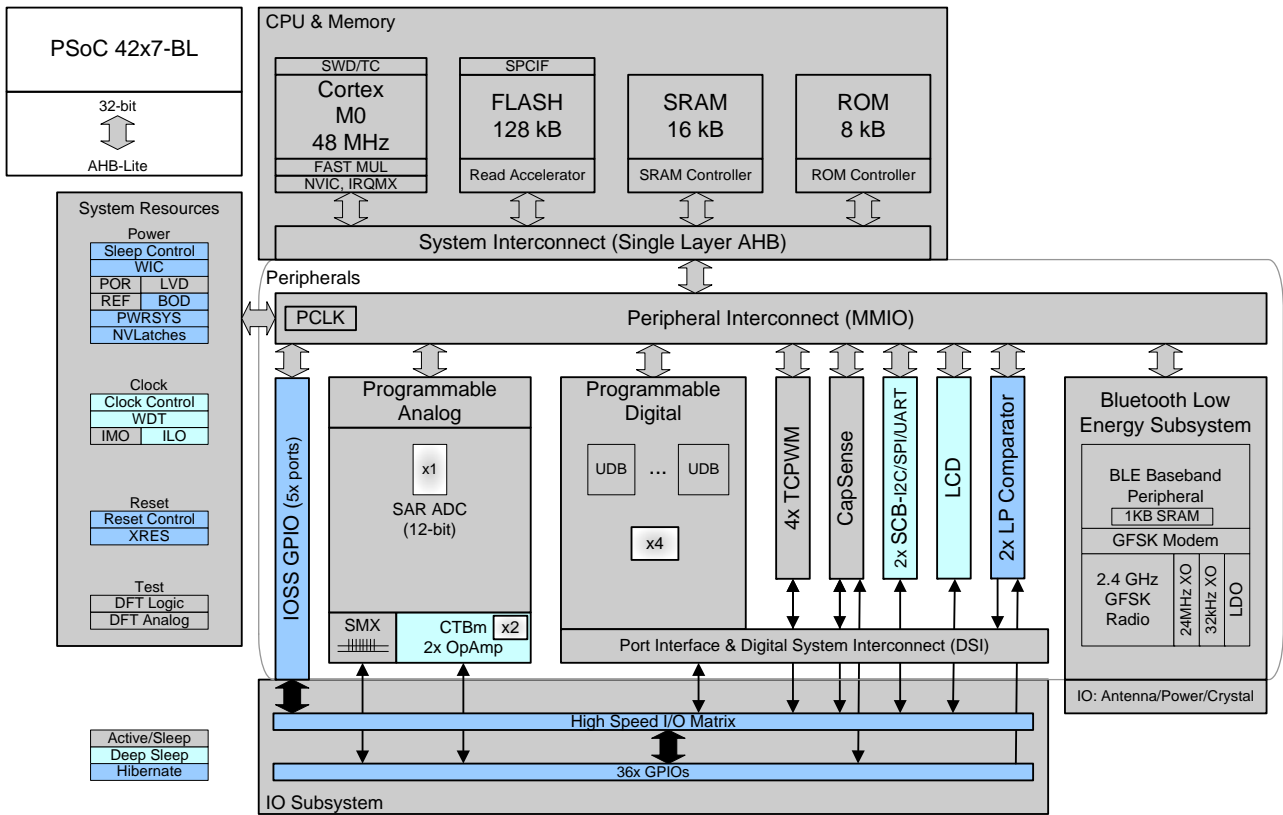 PSoC 42x7-BL
32-bit
AHB-Lite
CPU & Memory
SWD/TC
Cortex
M0
48 MHz
FAST MUL
NVIC, IRQMX
SPCIF
FLASH
128 kB
Read Accelerator
SRAM
16 kB
SRAM Controller
ROM
8 kB
ROM Controller
System Interconnect (Single Layer AHB)
System Resources
Power
Sleep Control
WIC
POR LVD
REF BOD
PWRSYS
NVLatches
Clock
Clock Control
WDT
IMO ILO
Reset
Reset Control
XRES
Test
DFT Logic
DFT Analog
Peripherals
PCLK
Peripheral Interconnect (MMIO)
IOSS GPIO (5x ports)
Programmable
Analog
x1
SAR ADC
(12-bit)
SMX
CTBm x2
2x OpAmp
Programmable
Digital
UDB ... UDB
x4
4x TCPWM
CapSense
2x SCB-I2C/SPI/UART
LCD
2x LP Comparator
Port Interface & Digital System Interconnect (DSI)
Bluetooth Low
Energy Subsystem
BLE Baseband
Peripheral
1KB SRAM
GFSK Modem
2.4 GHz
GFSK
Radio
24MHz XO
32kHz XO
LDO
IO: Antenna/Power/Crystal
High Speed I/O Matrix
36x GPIOs
IO Subsystem
Active/Sleep
Deep Sleep
Hibernate